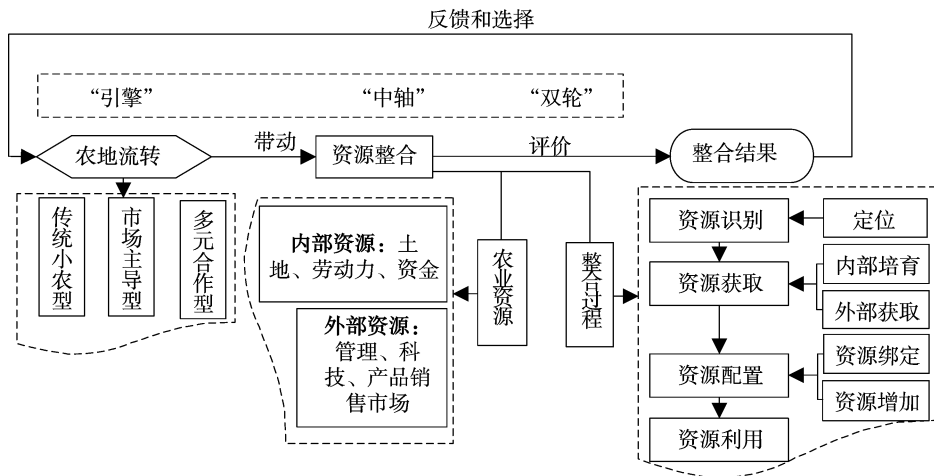 反馈和选择
“引擎”
“中轴”
“双轮”
农地流转
带动
资源整合
评价
整合结果
传统小农型
市场主导型
多元合作型
内部资源：土
地、劳动力、资金
外部资源：
管理、科
技、产品销
售市场
农业资源
整合过程
资源识别
定位
资源获取
内部培育
外部获取
资源配置
资源绑定
资源增加
资源利用